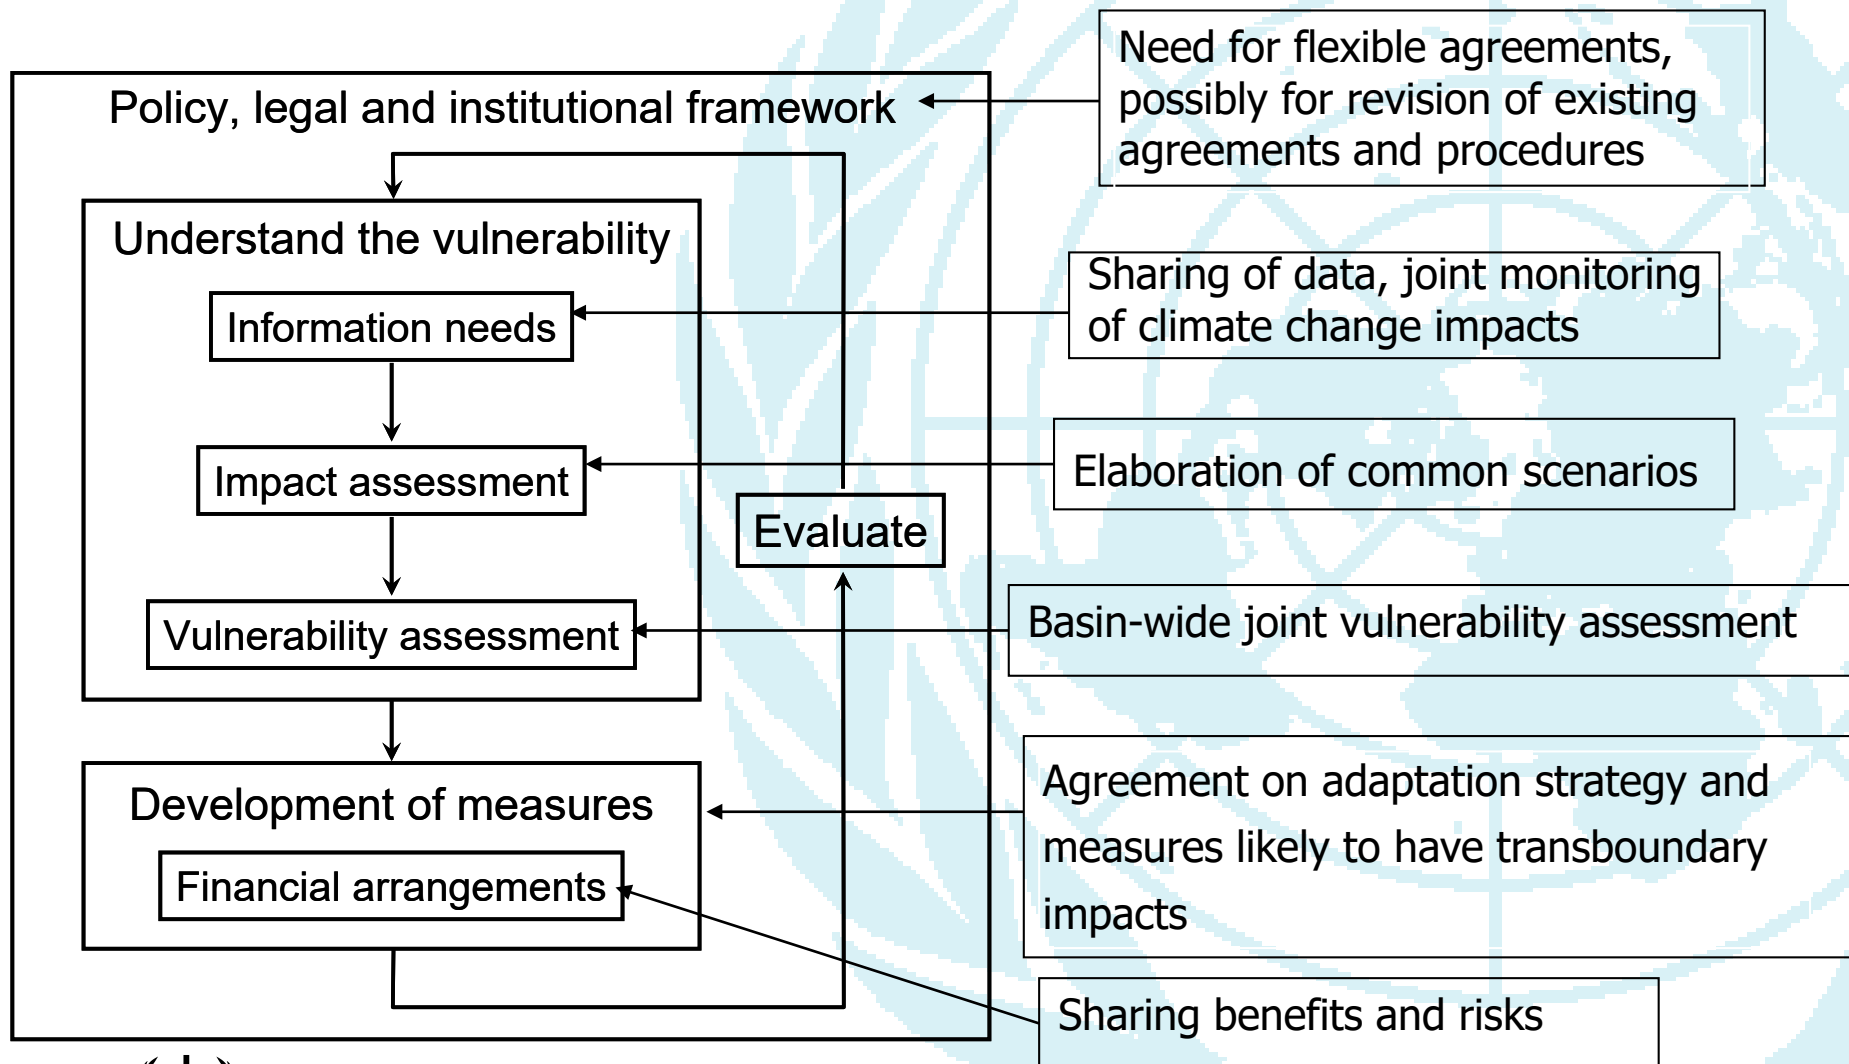 Policy, legal and institutional framework
Understand the vulnerability
Information needs
Impact assessment
Vulnerability assessment
Evaluate
Development of measures
Financial arrangements
Need for flexible agreements,
possibly for revision of existing
agreements and procedures
Sharing of data, joint monitoring
of climate change impacts
Elaboration of common scenarios
Basin-wide joint vulnerability assessment
Agreement on adaptation strategy and
measures likely to have transboundary
impacts
Sharing benefits and risks